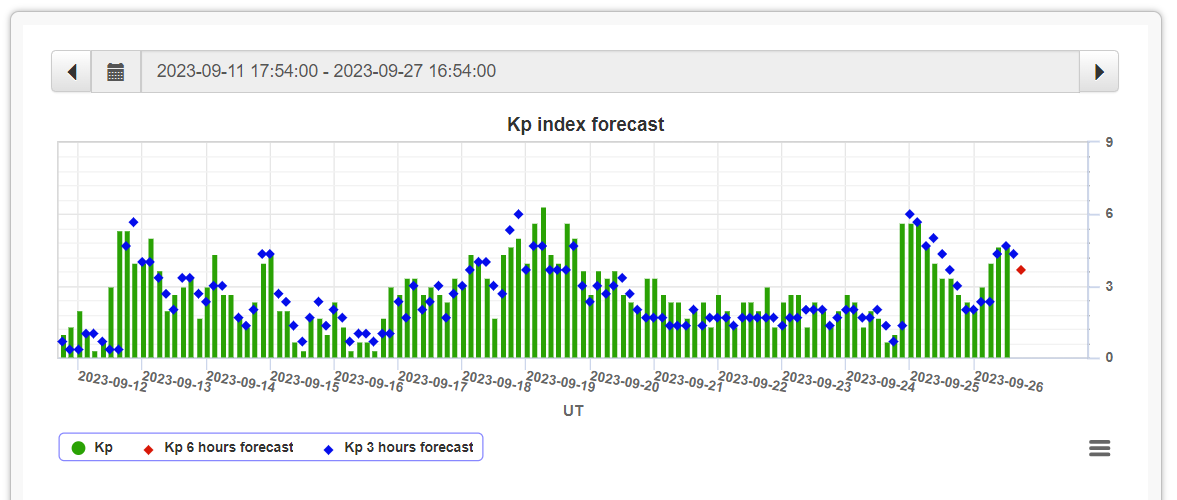 2023-09-11 17:54:00 - 2023-09-27 16:54:00
Kp index forecast
9
6
3
0
2023-09-12 2023-09-13 2023-09-14 2023-09-15 2023-09-16 2023-09-17 2023-09-18 2023-09-19 2023-09-20 2023-09-21 2023-09-22 2023-09-23 2023-09-24 2023-09-25 2023-09-26
UT
Kp Kp 6 hours forecast Kp 3 hours forecast